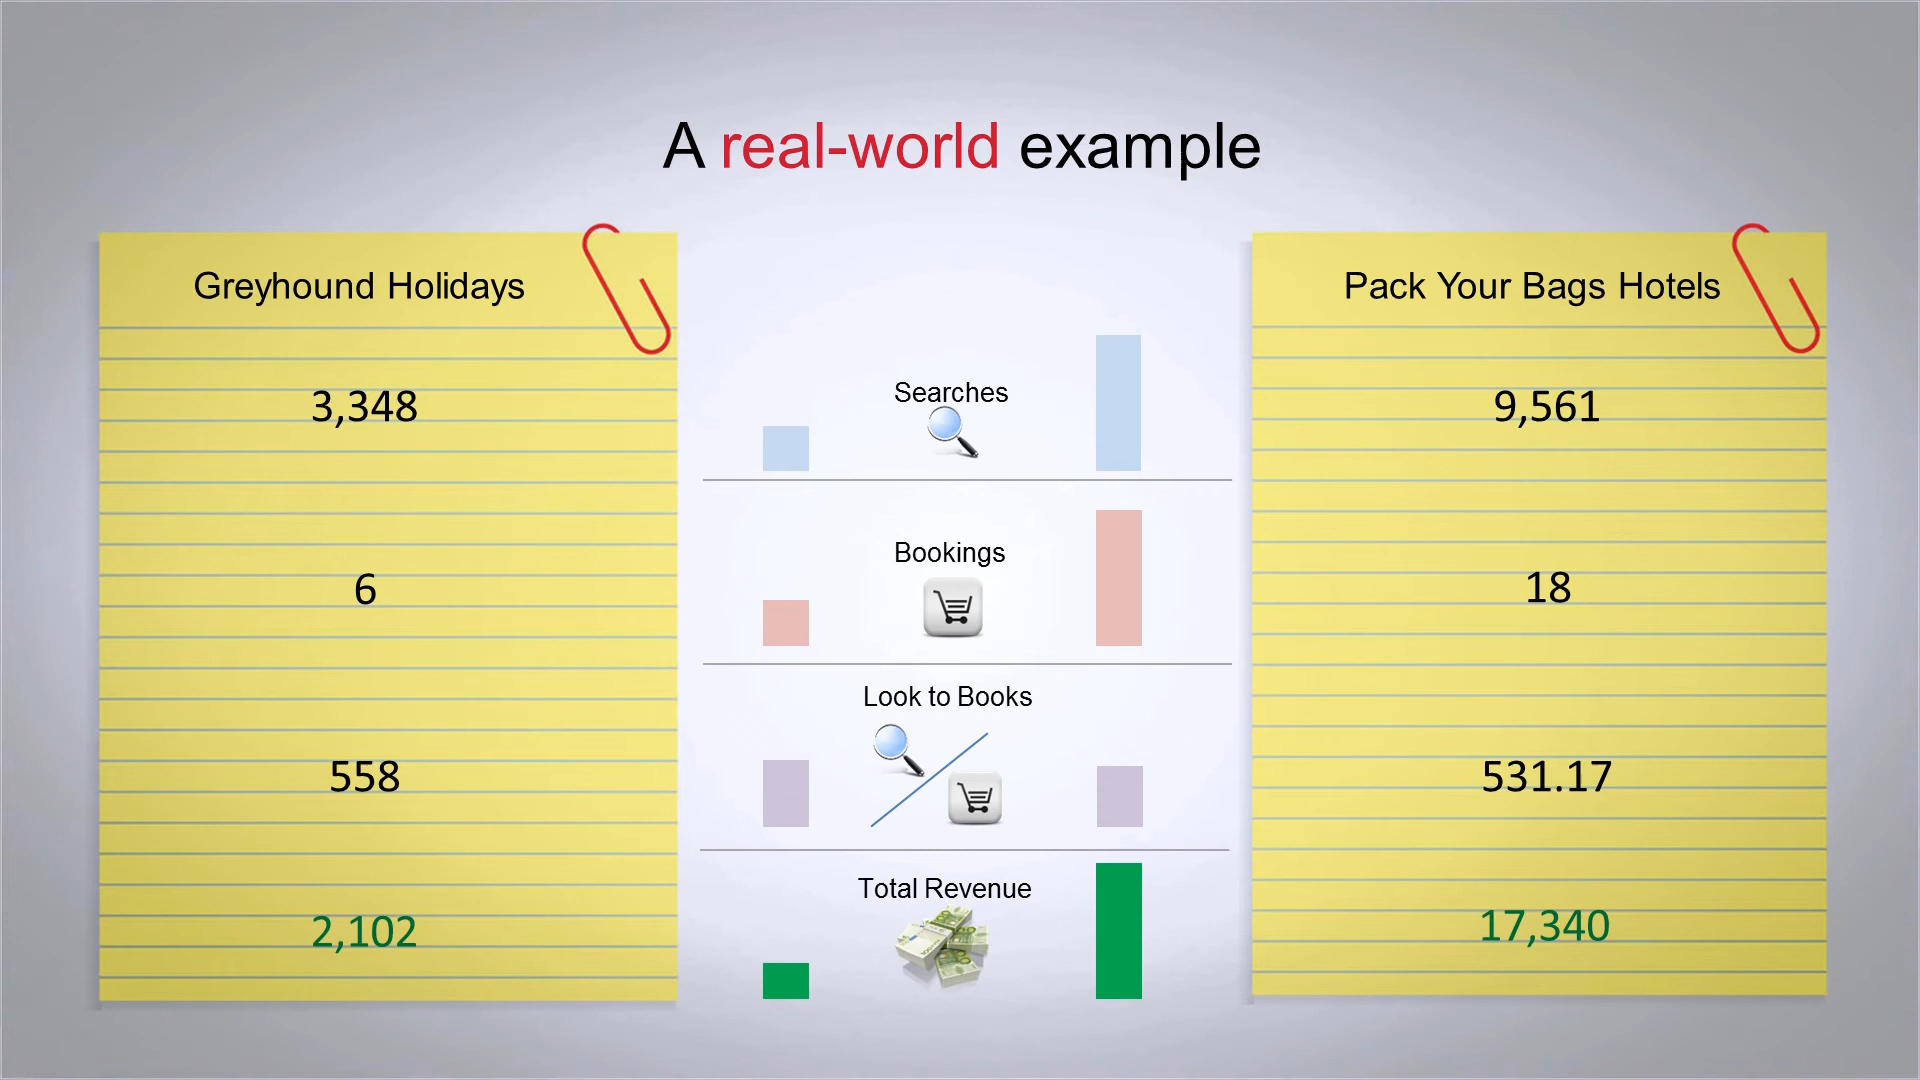 A real-world example
Greyhound Holidays
Pack Your Bags Hotels
3,348
Searches
9,561
6
Bookings
18
558
Look to Books
531.17
2,102
Total Revenue
17,340